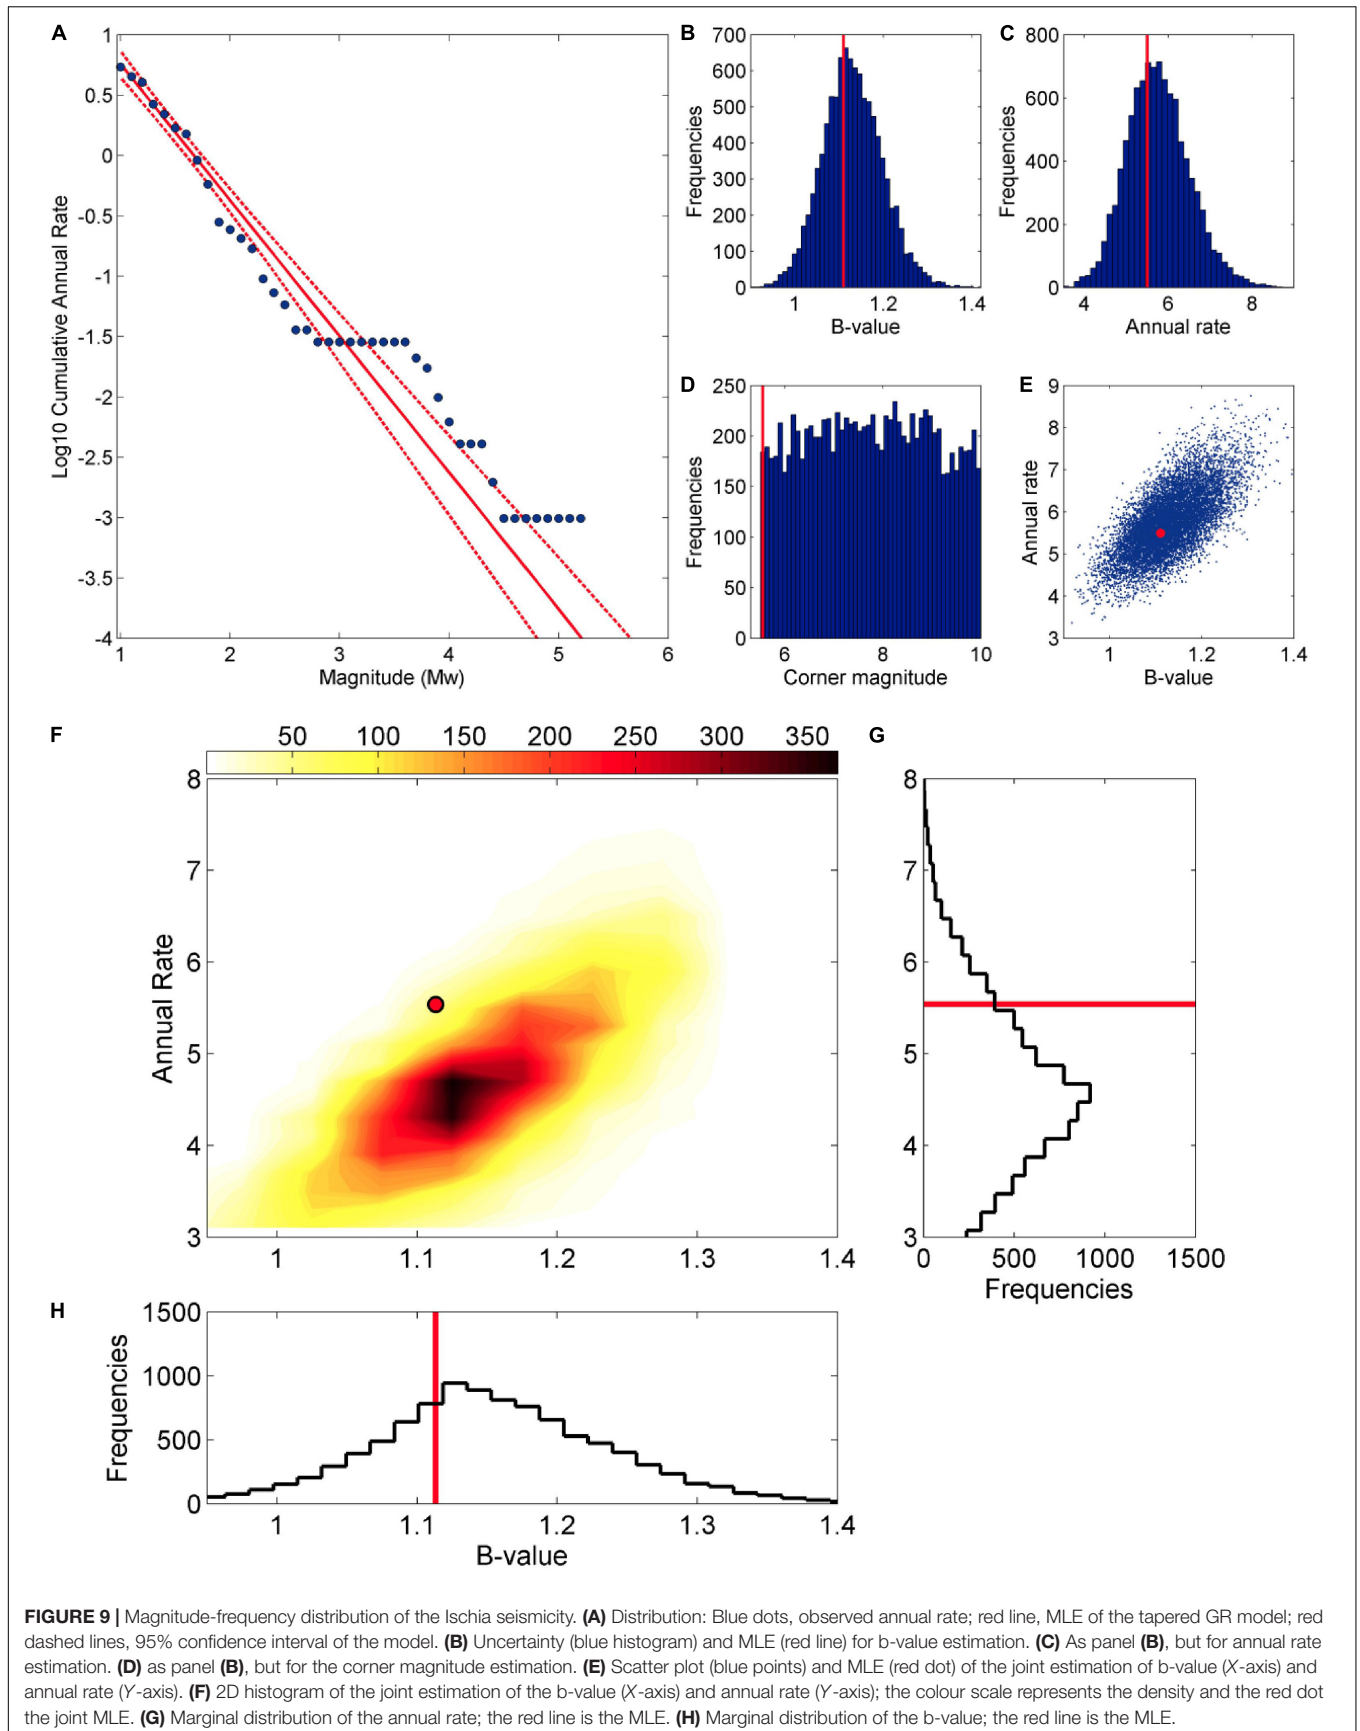 A
1
0.5
0
-0.5
-1
-1.5
-2
-2.5
-3
-3.5
-4
Log10 Cumulative Annual Rate
1 2 3 4 5 6
Magnitude (Mw)
B
700
600
500
400
300
200
100
0
Frequencies
1 1.2 1.4
B-value
C
800
600
400
200
0
Frequencies
4 6 8
Annual rate
D
250
200
150
100
50
0
Frequencies
6 8 10
Corner magnitude
E
9
8
7
6
5
4
3
Annual rate
1 1.2 1.4
B-value
F
50 100 150 200 250 300 350
8
7
6
5
4
3
Annual Rate
1 1.1 1.2 1.3 1.4
G
8
7
6
5
4
3
0 500 1000 1500
Frequencies
H
1500
1000
500
0
Frequencies
1 1.1 1.2 1.3 1.4
B-value
FIGURE 9 | Magnitude-frequency distribution of the Ischia seismicity. (A) Distribution: Blue dots, observed annual rate; red line, MLE of the tapered GR model; red
dashed lines, 95% confidence interval of the model. (B) Uncertainty (blue histogram) and MLE (red line) for b-value estimation. (C) As panel (B), but for annual rate
estimation. (D) as panel (B), but for the corner magnitude estimation. (E) Scatter plot (blue points) and MLE (red dot) of the joint estimation of b-value (X-axis) and
annual rate (Y-axis). (F) 2D histogram of the joint estimation of the b-value (X-axis) and annual rate (Y-axis); the colour scale represents the density and the red dot
the joint MLE. (G) Marginal distribution of the annual rate; the red line is the MLE. (H) Marginal distribution of the b-value; the red line is the MLE.